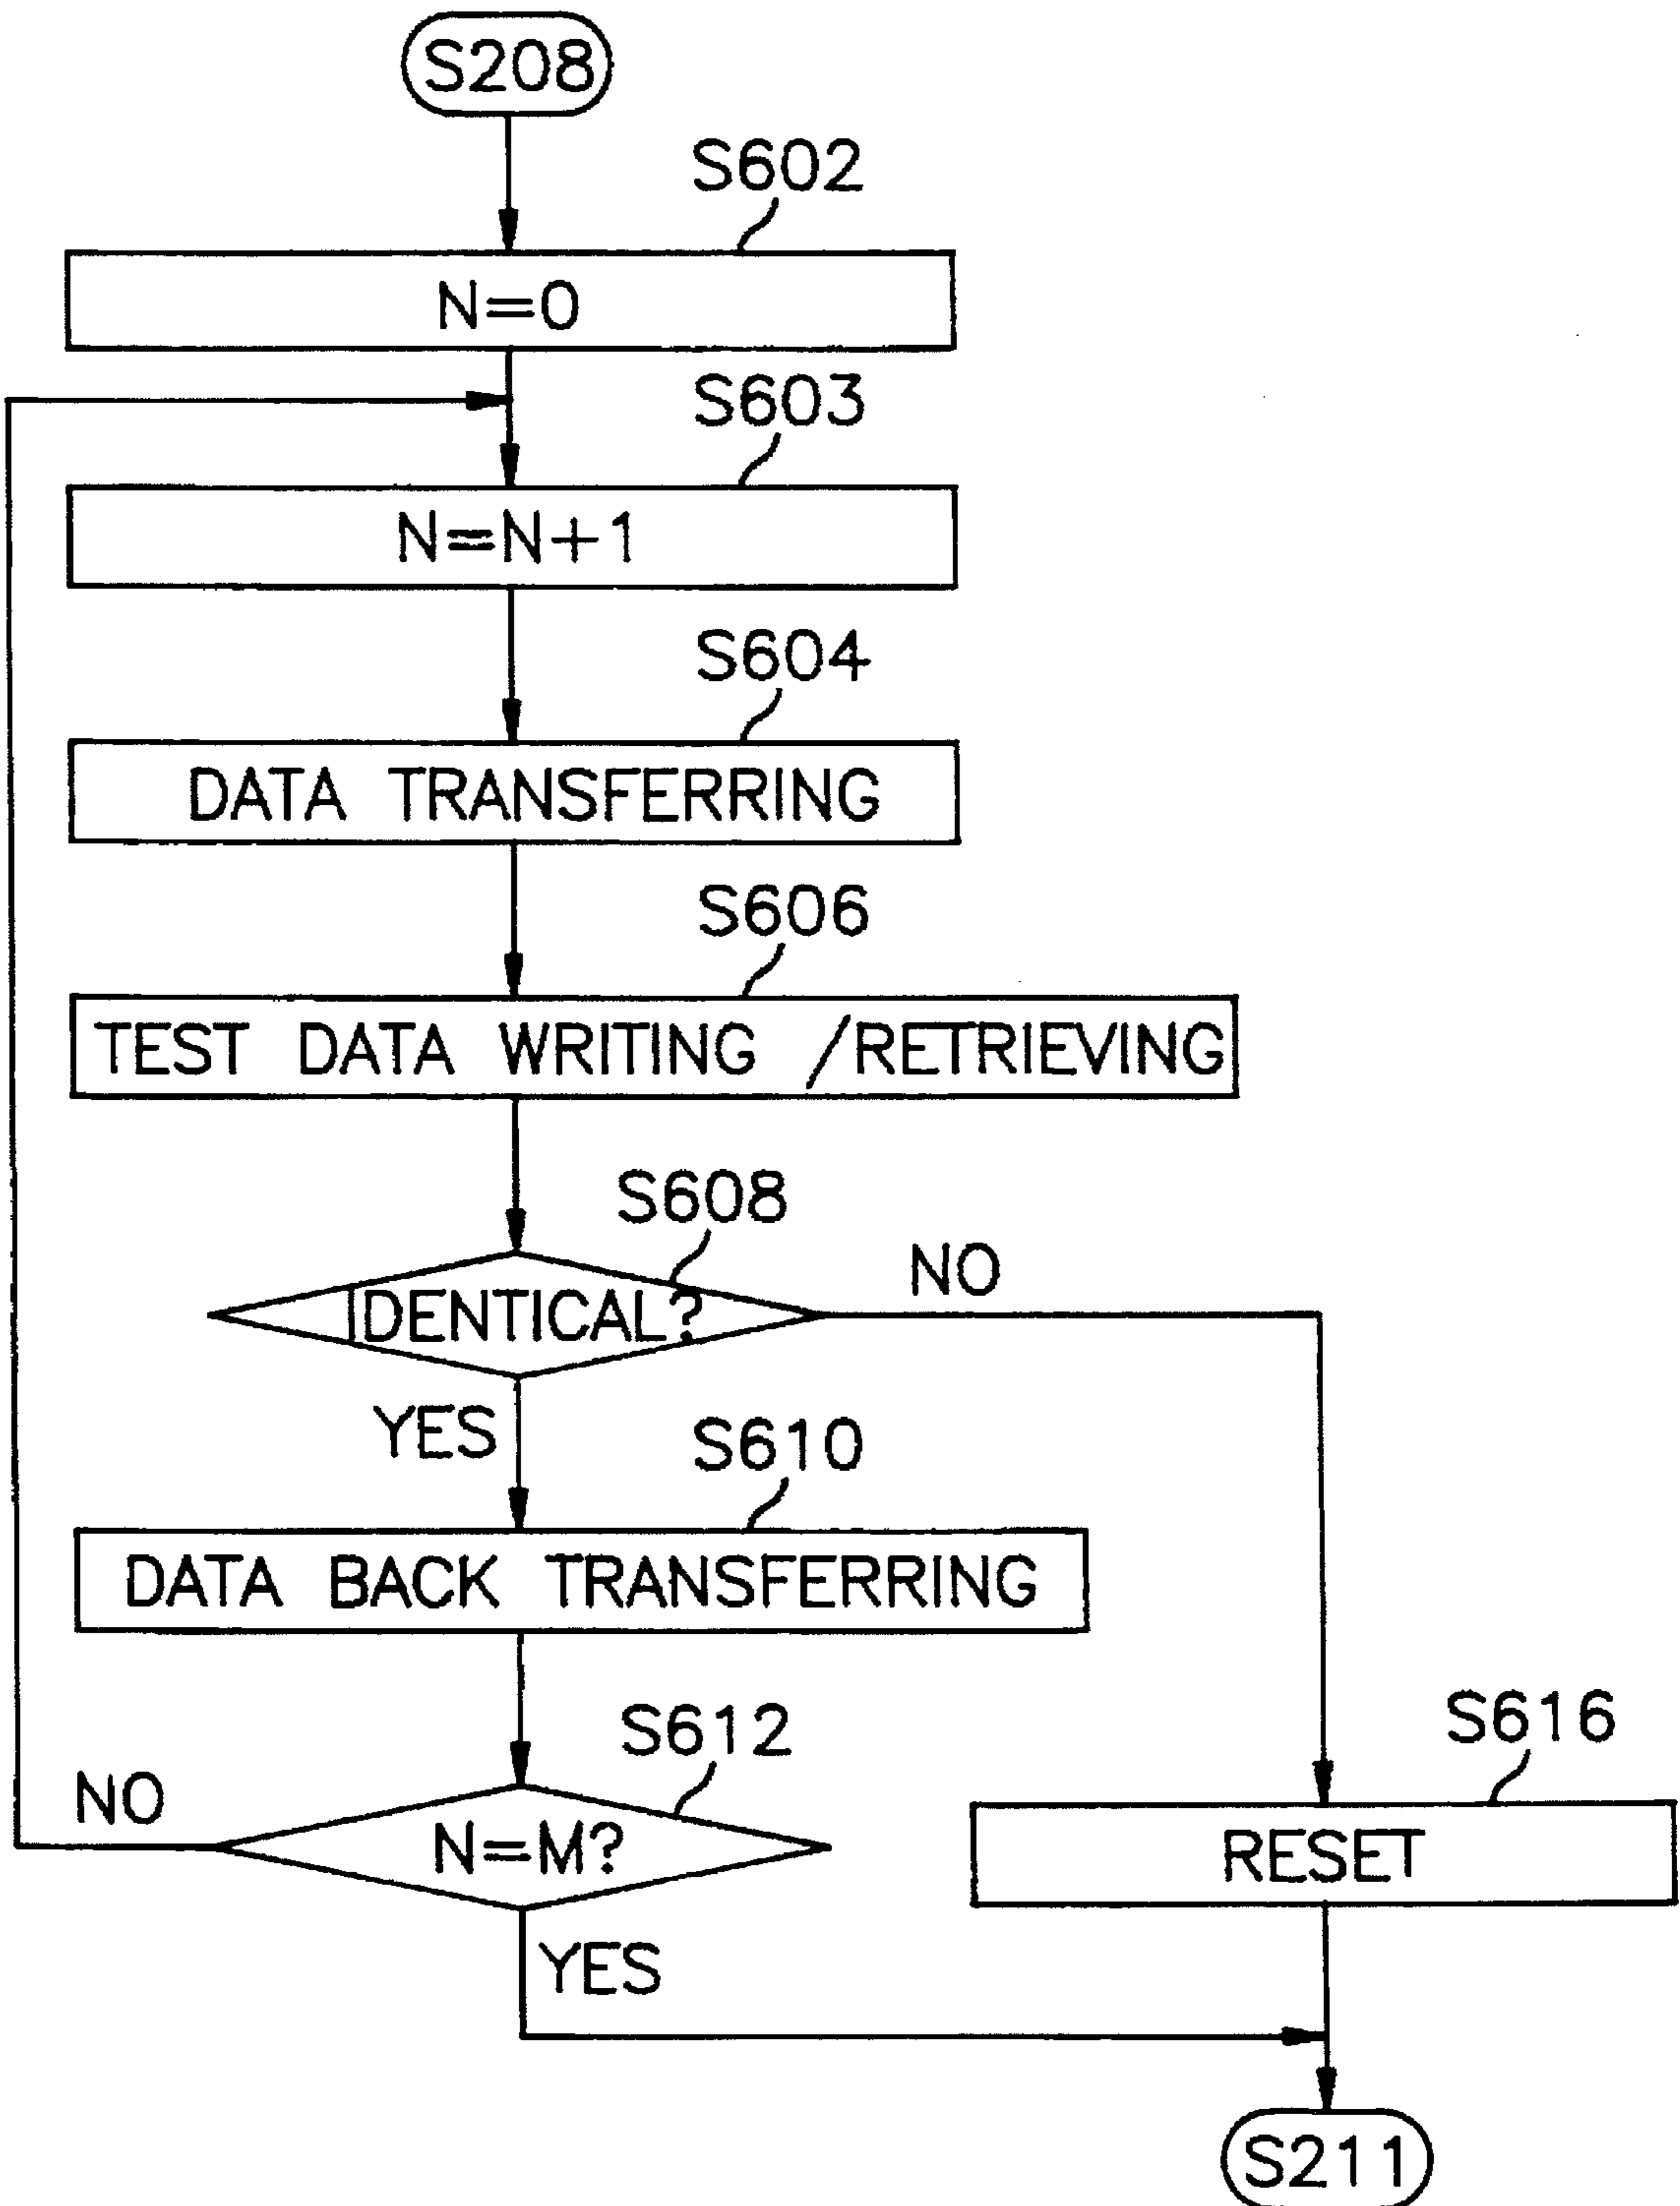 S208
S602
N=0
S603
N=N+1
S604
DATA TRANSFERRING
S606
TEST DATA WRITING /RETRIEVING
S608
IDENTICAL?
NO
YES
S610
DATA BACK TRANSFERRING
S612
S616
NO
N=M?
RESET
YES
S211